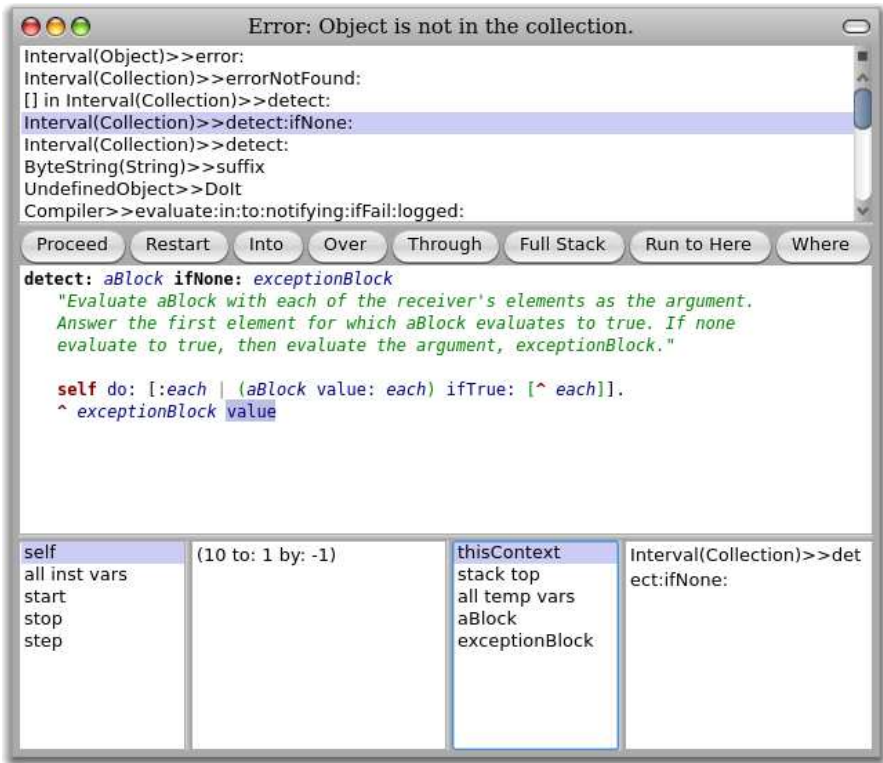 Error: Object is not in the collection.
Interval(Object)>>error:
Interval(Collection)>>errorNotFound:
[] in Interval(Collection)>>detect:
Interval(Collection)>>detect:ifNone:
Interval(Collection)>>detect:
ByteString(String)>>suffix
UndefinedObject>>DoIt
Compiler>>evaluate:in:to:notifying:ifFail:logged:
Proceed Restart Into Over Through Full Stack Run to Here Where
detect: aBlock ifNone: exceptionBlock
"Evaluate aBlock with each of the receiver's elements as the argument.
Answer the first element for which aBlock evaluates to true. If none
evaluate to true, then evaluate the argument, exceptionBlock."
self do: [:each | (aBlock value: each) ifTrue: [^ each]].
^ exceptionBlock value
self
all inst vars
start
stop
step
(10 to: 1 by: -1)
thisContext
stack top
all temp vars
aBlock
exceptionBlock
Interval(Collection)>>det
ect:ifNone: